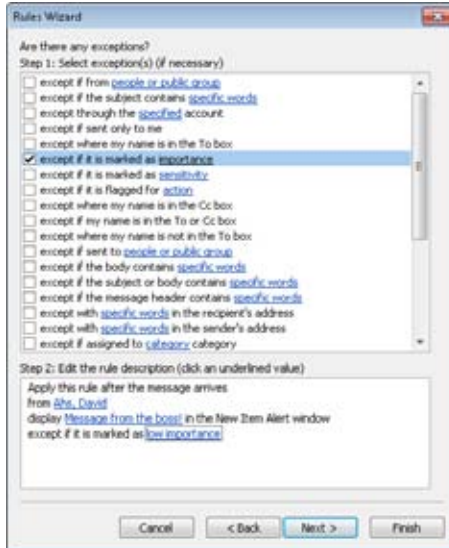 Rules Wizard
Are there any exceptions?
Step 1: Select exception(s) (if necessary)
except if from people or public group
except if the subject contains specific words
except through the specified account
except if sent only to me
except where my name is in the To box
except if it is marked as importance
except if it is marked as sensitivity
except if it is flagged for action
except where my name is in the Cc box
except if my name is in the To or Cc box
except where my name is not in the To box
except if sent to people or public group
except if the body contains specific words
except if the subject or body contains specific words
except if the message header contains specific words
except with specific words in the recipient's address
except with specific words in the sender's address
except if assigned to category category
Step 2: Edit the rule description (click an underlined value)
Apply this rule after the message arrives
from Ahs, David
display Message from the boss! in the New Item Alert window
except if it is marked as low importance
Cancel
< Back
Next >
Finish